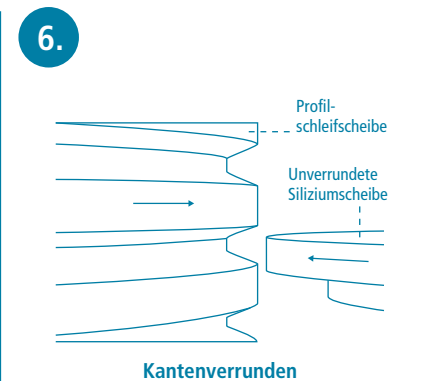 6.
Profil-
schleifscheibe
Unverrundete
Siliziumscheibe
Kantenverrunden